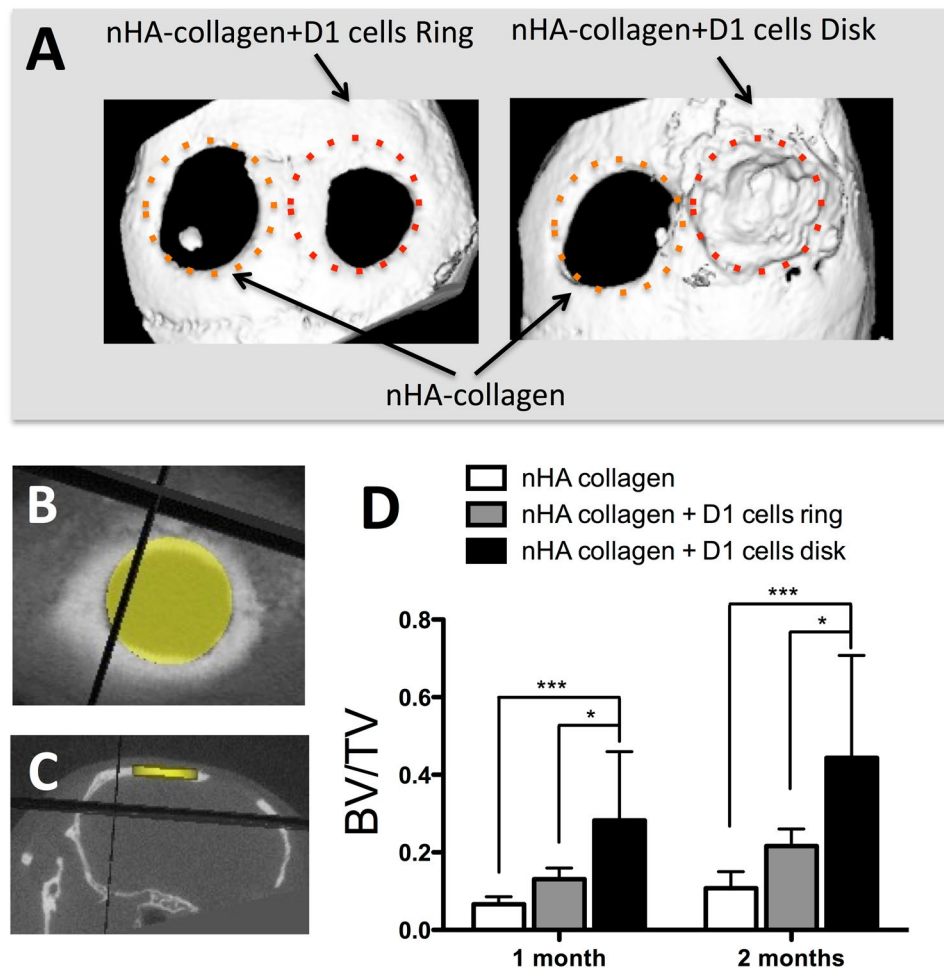 A
nHA-collagen+D1 cells Ring
nHA-collagen+D1 cells Disk
nHA-collagen
B
C
D
nHA collagen
nHA collagen + D1 cells ring
nHA collagen + D1 cells disk
BV/TV
0.8
0.6
0.4
0.2
0.0
***
*
***
*
1 month
2 months